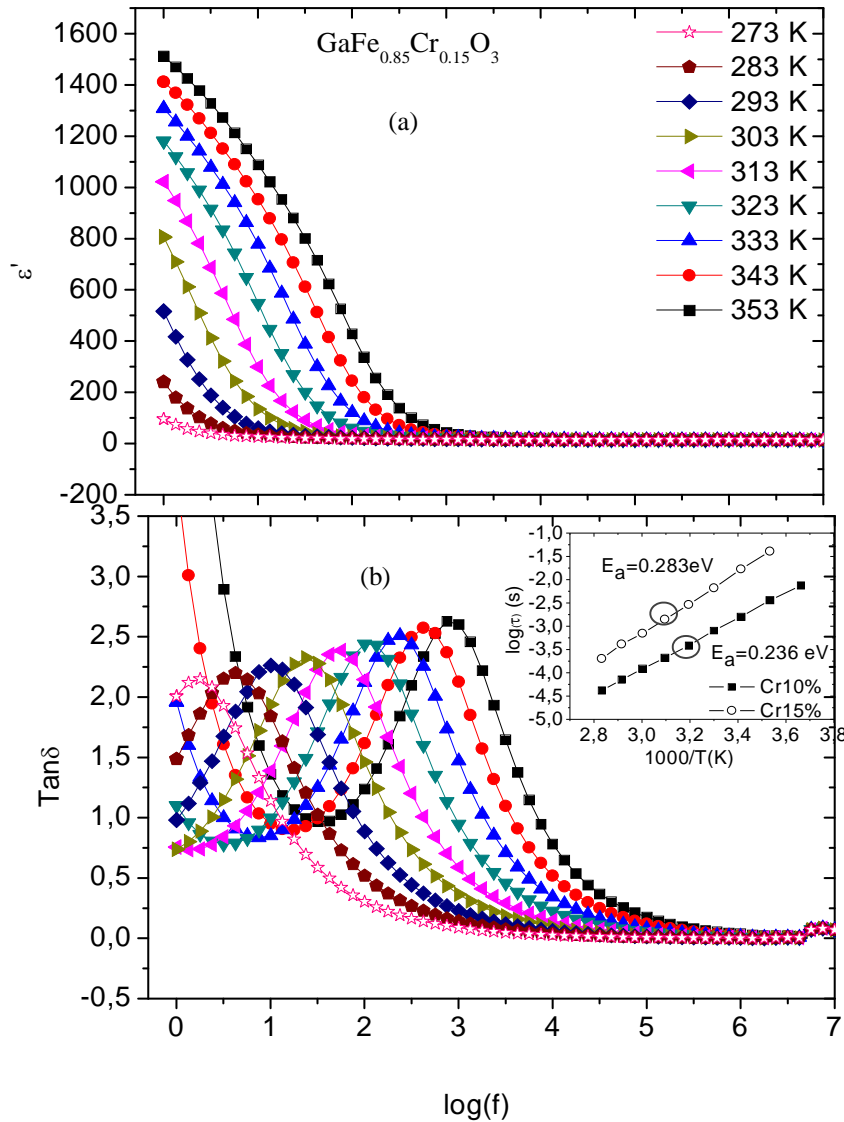 GaFe0.85Cr0.15O3
(a)
1600
1400
1200
1000
800
600
400
200
0
-200
ε'
273 K
283 K
293 K
303 K
313 K
323 K
333 K
343 K
353 K
(b)
3,5
3,0
2,5
2,0
1,5
1,0
0,5
0,0
-0,5
Tanδ
-1,0
-1,5
-2,0
-2,5
-3,0
-3,5
-4,0
-4,5
-5,0
log(τ) (s)
Ea=0.283eV
Ea=0.236 eV
Cr10%
Cr15%
2,8 3,0 3,2 3,4 3,6 3,8
1000/T(K)
0 1 2 3 4 5 6 7
log(f)